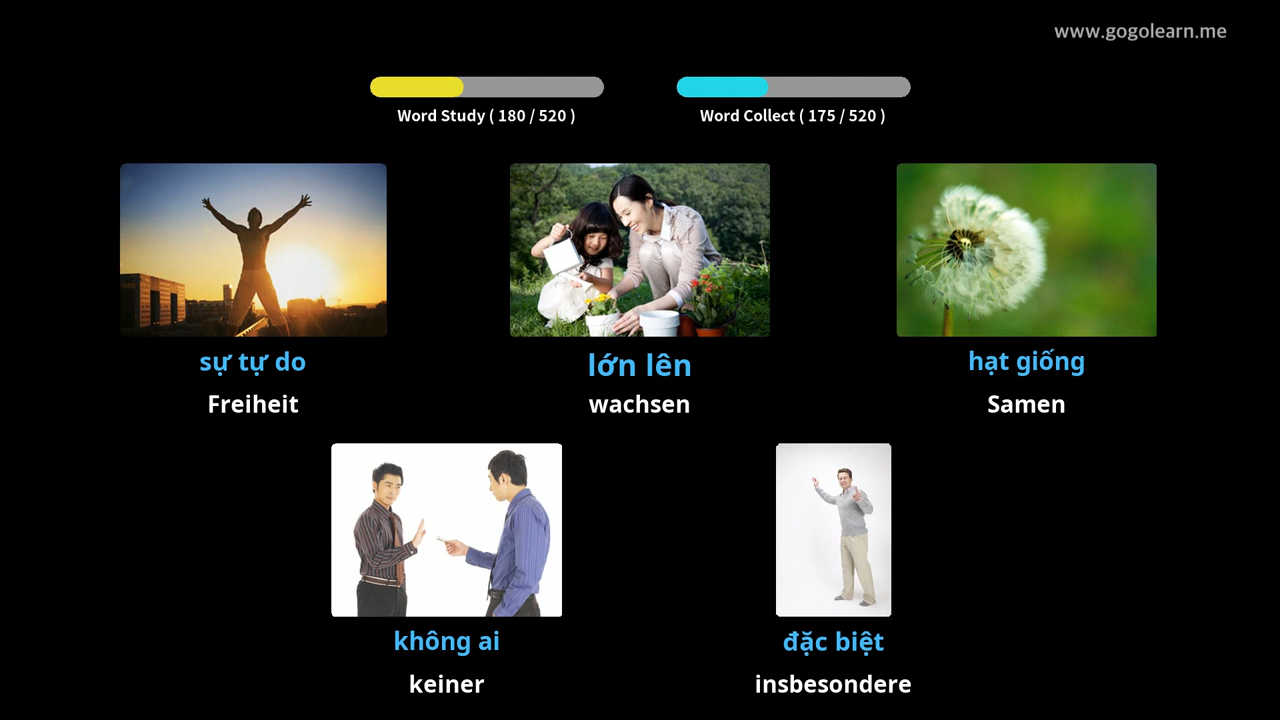 www.gogolearn.me
Word Study ( 180 / 520 )
Word Collect ( 175 / 520 )
sự tự do
lớn lên
hạt giống
Freiheit
wachsen
Samen
không ai
đặc biệt
keiner
insbesondere